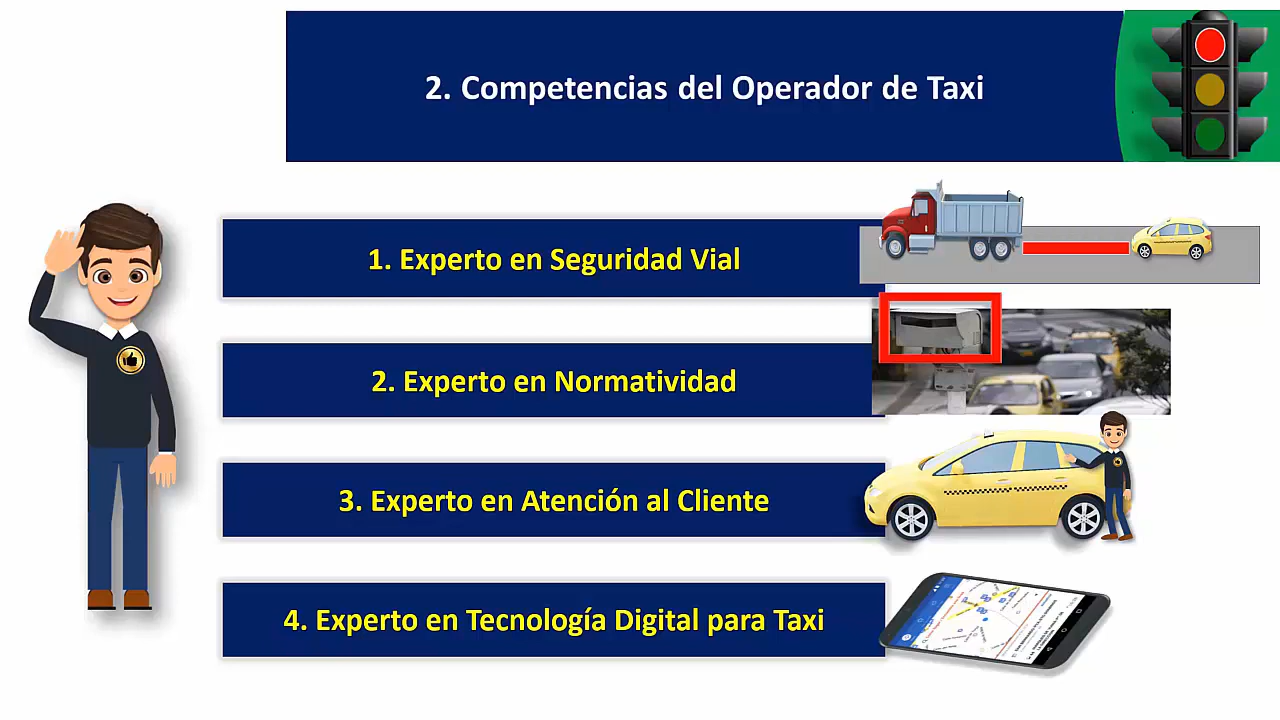 2. Competencias del Operador de Taxi
1. Experto en Seguridad Vial
2. Experto en Normatividad
3. Experto en Atención al Cliente
4. Experto en Tecnología Digital para Taxi